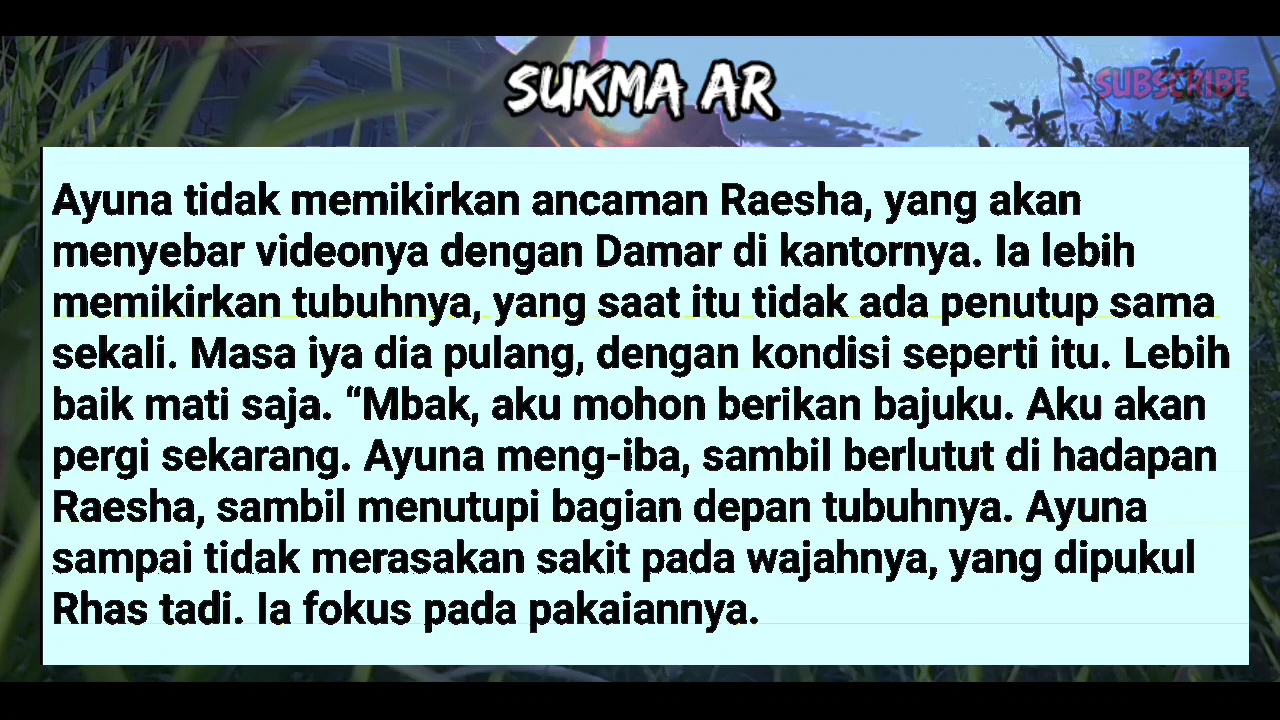 SUKMA AR
SUBSCRIBE
Ayuna tidak memikirkan ancaman Raesha, yang akan
menyebar videonya dengan Damar di kantornya. Ia lebih
memikirkan tubuhnya, yang saat itu tidak ada penutup sama
sekali. Masa iya dia pulang, dengan kondisi seperti itu. Lebih
baik mati saja. “Mbak, aku mohon berikan bajuku. Aku akan
pergi sekarang. Ayuna meng-iba, sambil berlutut di hadapan
Raesha, sambil menutupi bagian depan tubuhnya. Ayuna
sampai tidak merasakan sakit pada wajahnya, yang dipukul
Rhas tadi. Ia fokus pada pakaiannya.